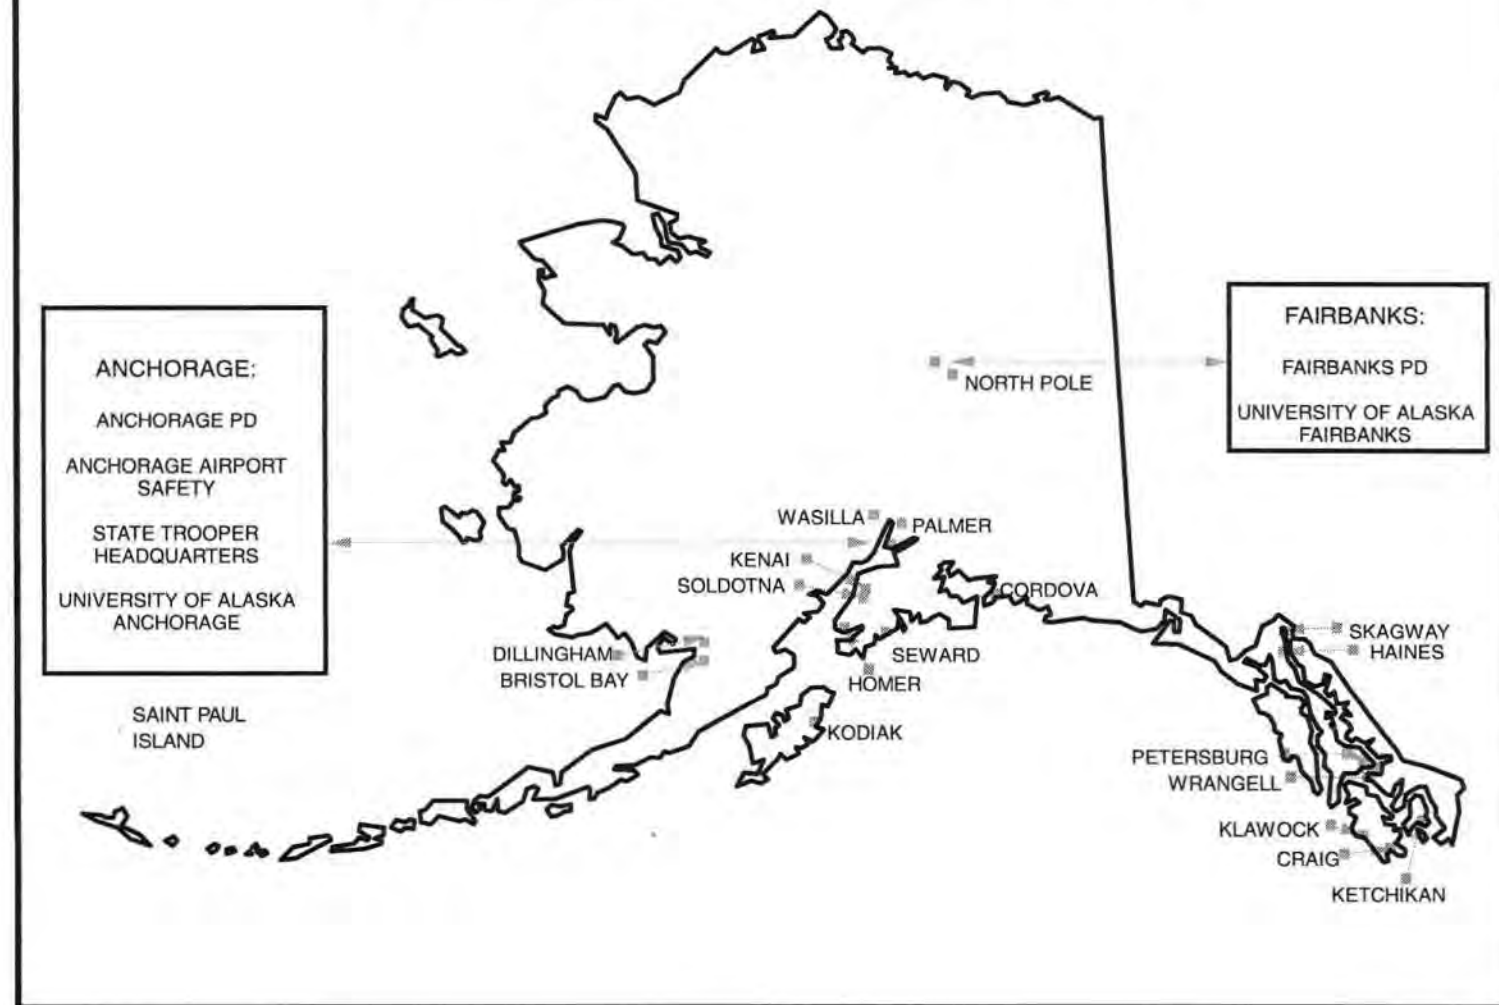 ANCHORAGE:
ANCHORAGE PD
ANCHORAGE AIRPORT
SAFETY
STATE TROOPER
HEADQUARTERS
UNIVERSITY OF ALASKA
ANCHORAGE
SAINT PAUL
ISLAND
FAIRBANKS:
FAIRBANKS PD
UNIVERSITY OF ALASKA
FAIRBANKS
NORTH POLE
WASILLA
PALMER
KENAI
SOLDOTNA
CORDOVA
DILLINGHAM
BRISTOL BAY
SEWARD
HOMER
KODIAK
SKAGWAY
HAINES
PETERSBURG
WRANGELL
KLAWOCK
CRAIG
KETCHIKAN